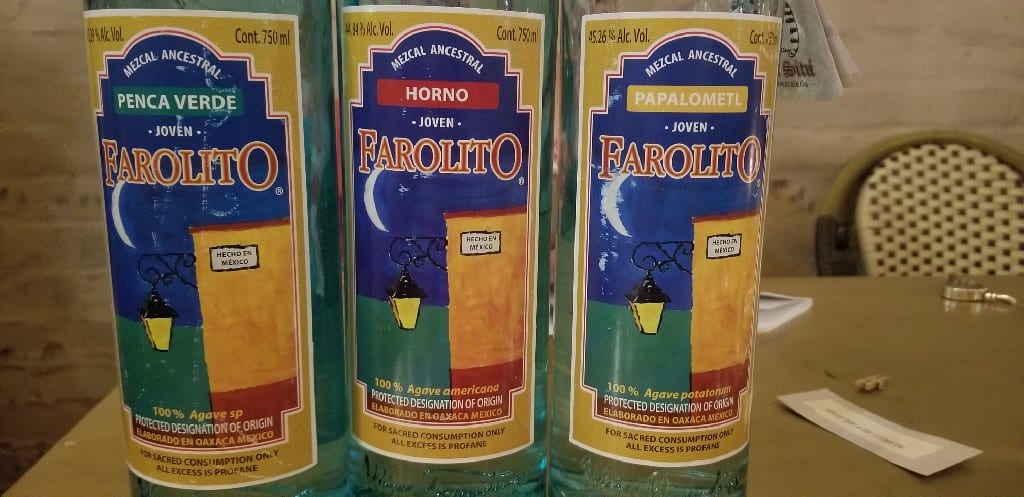 % Alc. Vol. Cont. 750 ml
MEZCAL ANCESTRAL
PENCA VERDE
· JOVEN ·
FAROLITO®
HECHO EN
MÉXICO
100 % Agave sp
PROTECTED DESIGNATION OF ORIGIN
ELABORADO EN OAXACA MEXICO
FOR SACRED CONSUMPTION ONLY
ALL EXCESS IS PROFANE
% Alc. Vol. Cont. 750 m
MEZCAL ANCESTRAL
HORNO
· JOVEN ·
FAROLITO®
HECHO EN
MÉXICO
100 % Agave americana
PROTECTED DESIGNATION OF ORIGIN
ELABORADO EN OAXACA MEXICO
FOR SACRED CONSUMPTION ONLY
ALL EXCESS IS PROFANE
45.26 % Alc. Vol. Cont.
MEZCAL ANCESTRAL
PAPALOMETL
· JOVEN ·
FAROLITO
HECHO EN
MÉXICO
100 % Agave potatorum
PROTECTED DESIGNATION OF ORIGIN
ELABORADO EN OAXACA MEXICO
FOR SACRED CONSUMPTION ONLY
ALL EXCESS IS PROFANE